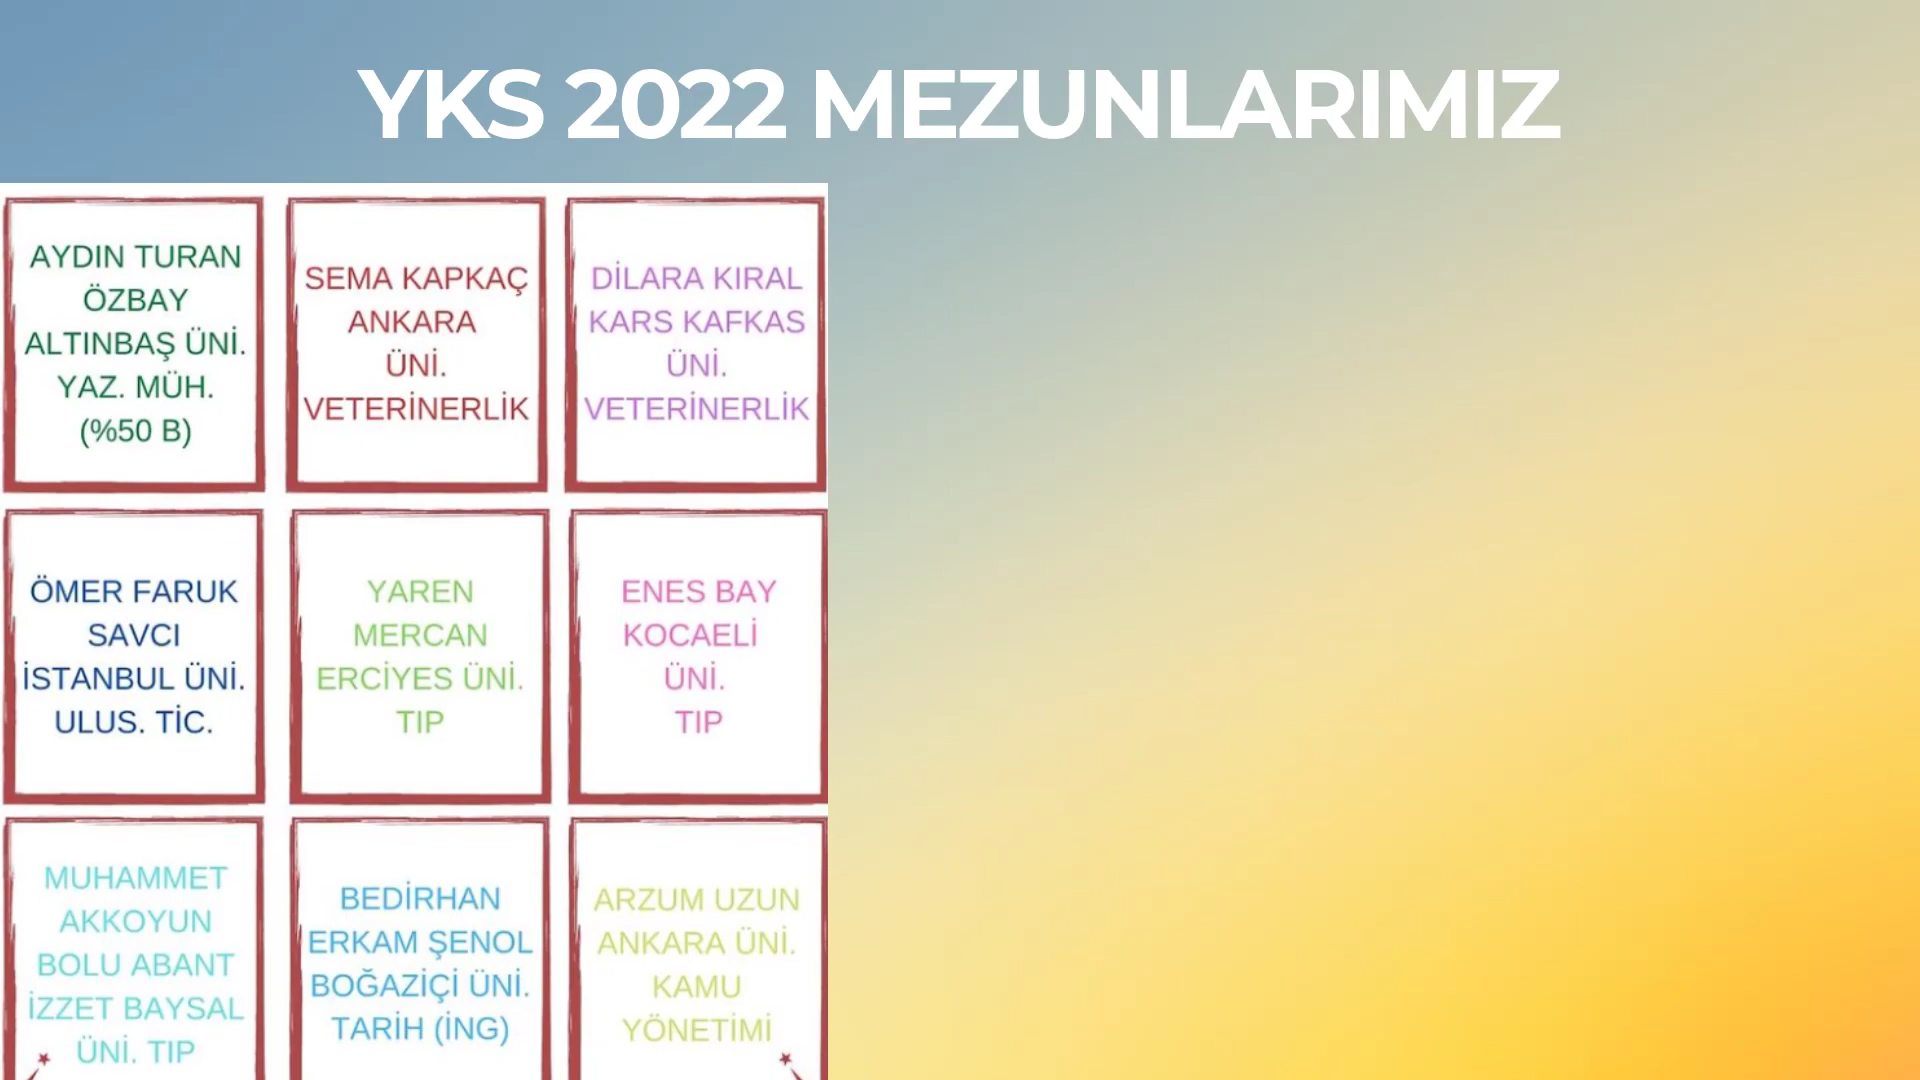 YKS 2022 MEZUNLARIMIZ
AYDIN TURAN
ÖZBAY
ALTINBAŞ ÜNİ.
YAZ. MÜH.
(%50 B)
SEMA KAPKAÇ
ANKARA
ÜNİ.
VETERİNERLİK
DİLARA KIRAL
KARS KAFKAS
ÜNİ.
VETERİNERLİK
ÖMER FARUK
SAVCI
İSTANBUL ÜNİ.
ULUS. TİC.
YAREN
MERCAN
ERCİYES ÜNİ.
TIP
ENES BAY
KOCAELİ
ÜNİ.
TIP
MUHAMMET
AKKOYUN
BOLU ABANT
İZZET BAYSAL
ÜNİ. TIP
BEDİRHAN
ERKAM ŞENOL
BOĞAZİÇİ ÜNİ.
TARİH (İNG)
ARZUM UZUN
ANKARA ÜNİ.
KAMU
YÖNETİMİ